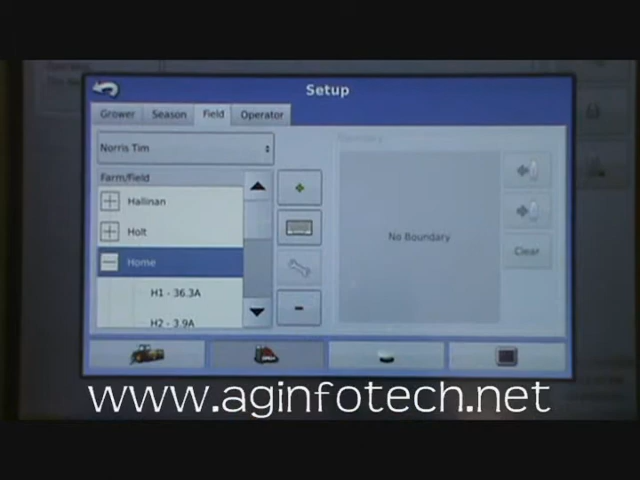 Setup
Grower Season Field Operator
Norris Tim
Farm/Field
Hallinan
Holt
Home
H1 - 36.3A
H2 - 3.9A
No Boundary
Clear
www.aginfotech.net